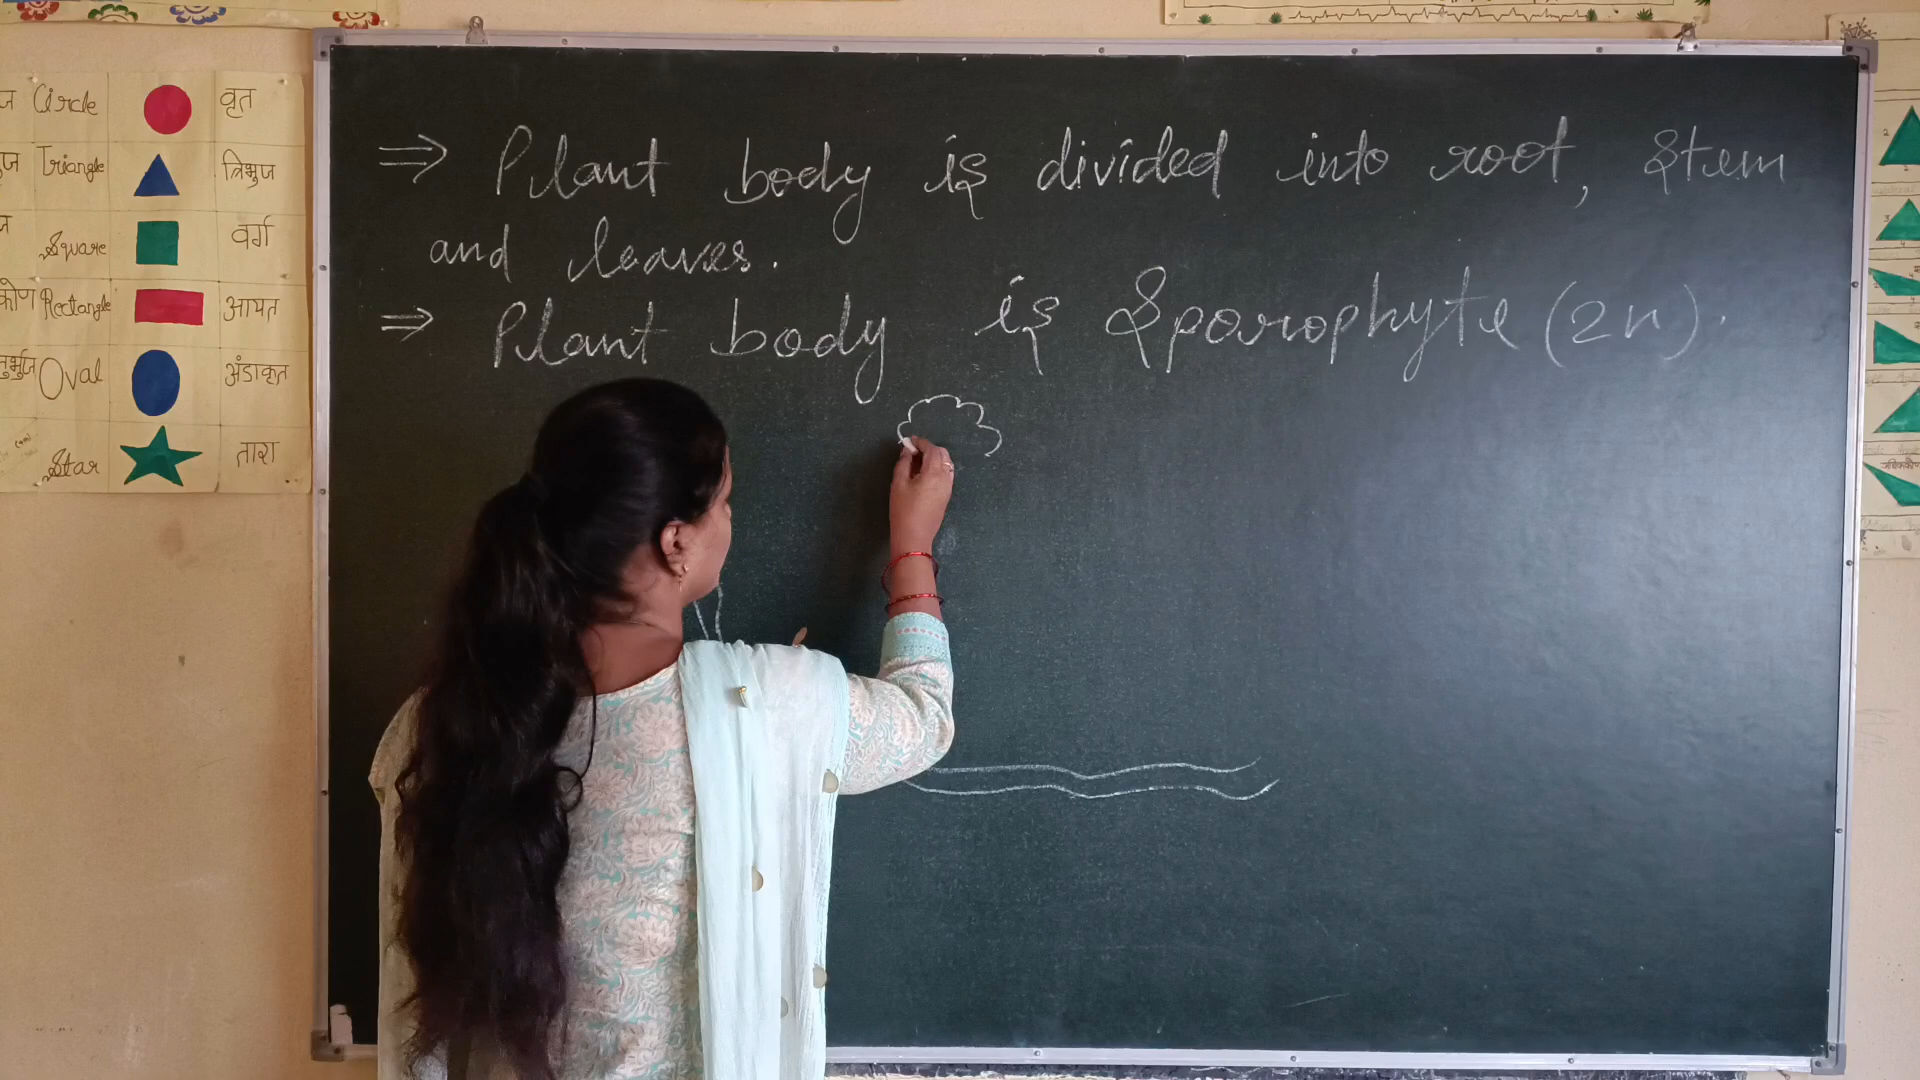 Circle वृत
Triangle त्रिभुज
Square वर्ग
Rectangle आयत
Oval अंडाकृत
Star तारा
⇒ Plant body is divided into root, stem
and leaves.
⇒ Plant body is Sporophyte (2n).